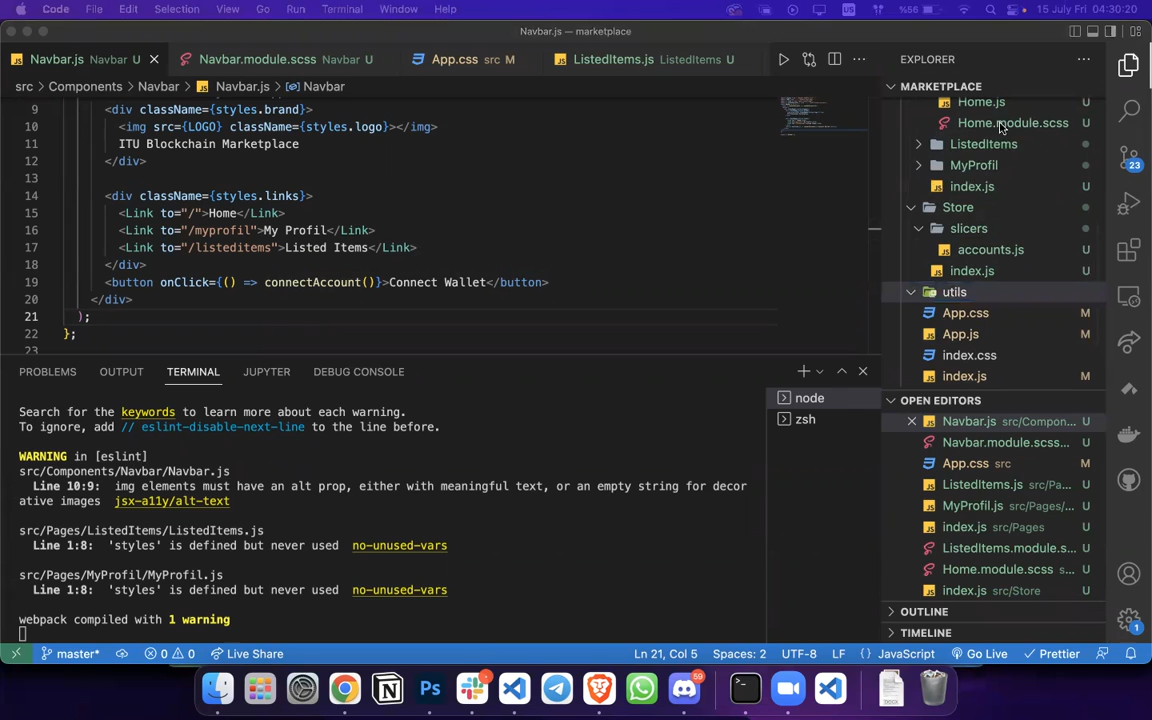 Code File Edit Selection View Go Run Terminal Window Help US %56 15 July Fri 04:30:20
Navbar.js — marketplace
Navbar.js Navbar U Navbar.module.scss Navbar U App.css src M ListedItems.js ListedItems U
EXPLORER
src > Components > Navbar > Navbar.js > Navbar
MARKETPLACE
Home.js U
Home.module.scss U
ListedItems
MyProfil
index.js U
Store
slicers
accounts.js U
index.js U
utils
App.css M
App.js M
index.css
index.js M
9 <div className={styles.brand}>
10 <img src={LOGO} className={styles.logo}></img>
11 ITU Blockchain Marketplace
12 </div>
13
14 <div className={styles.links}>
15 <Link to="/">Home</Link>
16 <Link to="/myprofil">My Profil</Link>
17 <Link to="/listeditems">Listed Items</Link>
18 </div>
19 <button onClick={() => connectAccount()}>Connect Wallet</button>
20 </div>
21 );
22 };
23
PROBLEMS OUTPUT TERMINAL JUPYTER DEBUG CONSOLE
Search for the keywords to learn more about each warning.
To ignore, add // eslint-disable-next-line to the line before.
WARNING in [eslint]
src/Components/Navbar/Navbar.js
Line 10:9: img elements must have an alt prop, either with meaningful text, or an empty string for decor
ative images jsx-a11y/alt-text
src/Pages/ListedItems/ListedItems.js
Line 1:8: 'styles' is defined but never used no-unused-vars
src/Pages/MyProfil/MyProfil.js
Line 1:8: 'styles' is defined but never used no-unused-vars
webpack compiled with 1 warning
node
zsh
OPEN EDITORS
Navbar.js src/Compon... U
Navbar.module.scss... U
App.css src M
ListedItems.js src/Pa... U
MyProfil.js src/Pages/... U
index.js src/Pages U
ListedItems.module.s... U
Home.module.scss s... U
index.js src/Store U
OUTLINE
TIMELINE
23
1
master* 0 0 Live Share Ln 21, Col 5 Spaces: 2 UTF-8 LF {} JavaScript Go Live Prettier
Ps 1 59